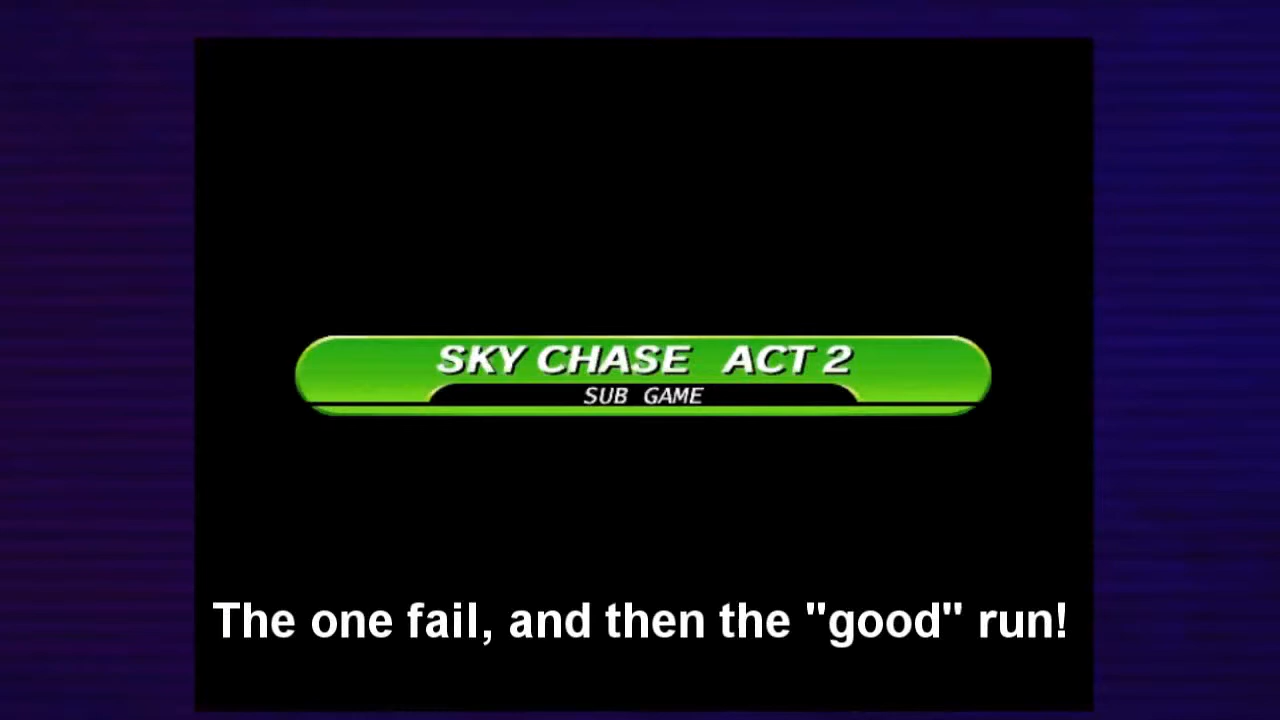 SKY CHASE ACT 2
SUB GAME
The one fail, and then the "good" run!